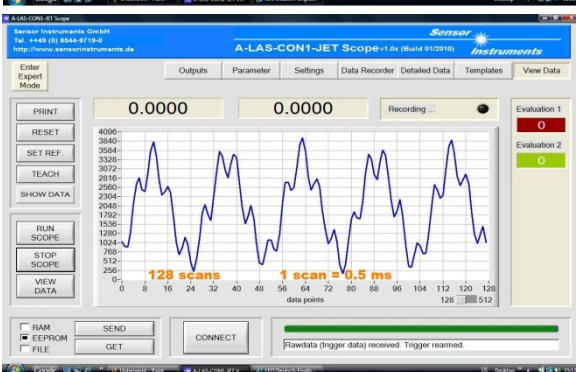 A-LAS-CON1-JET Scope
Sensor Instruments GmbH
Tel. ++49 (0) 8544-9719-0
http://www.sensorinstruments.de
A-LAS-CON1-JET Scope v1.0x (Build 01/2010)
Sensor
Instruments
Enter
Expert
Mode
Outputs
Parameter
Settings
Data Recorder
Detailed Data
Templates
View Data
PRINT
RESET
SET REF.
TEACH
SHOW DATA
RUN
SCOPE
STOP
SCOPE
VIEW
DATA
0.0000
0.0000
Recording ...
Evaluation 1
0
Evaluation 2
0
4096
3840
3584
3328
3072
2816
2560
2304
2048
1792
1536
1280
1024
768
512
256
0
128 scans
1 scan = 0.5 ms
0 8 16 24 32 40 48 56 64 72 80 88 96 104 112 120 128
data points
128 512
RAM
EEPROM
FILE
SEND
GET
CONNECT
Rawdata (trigger data) received. Trigger rearmed.